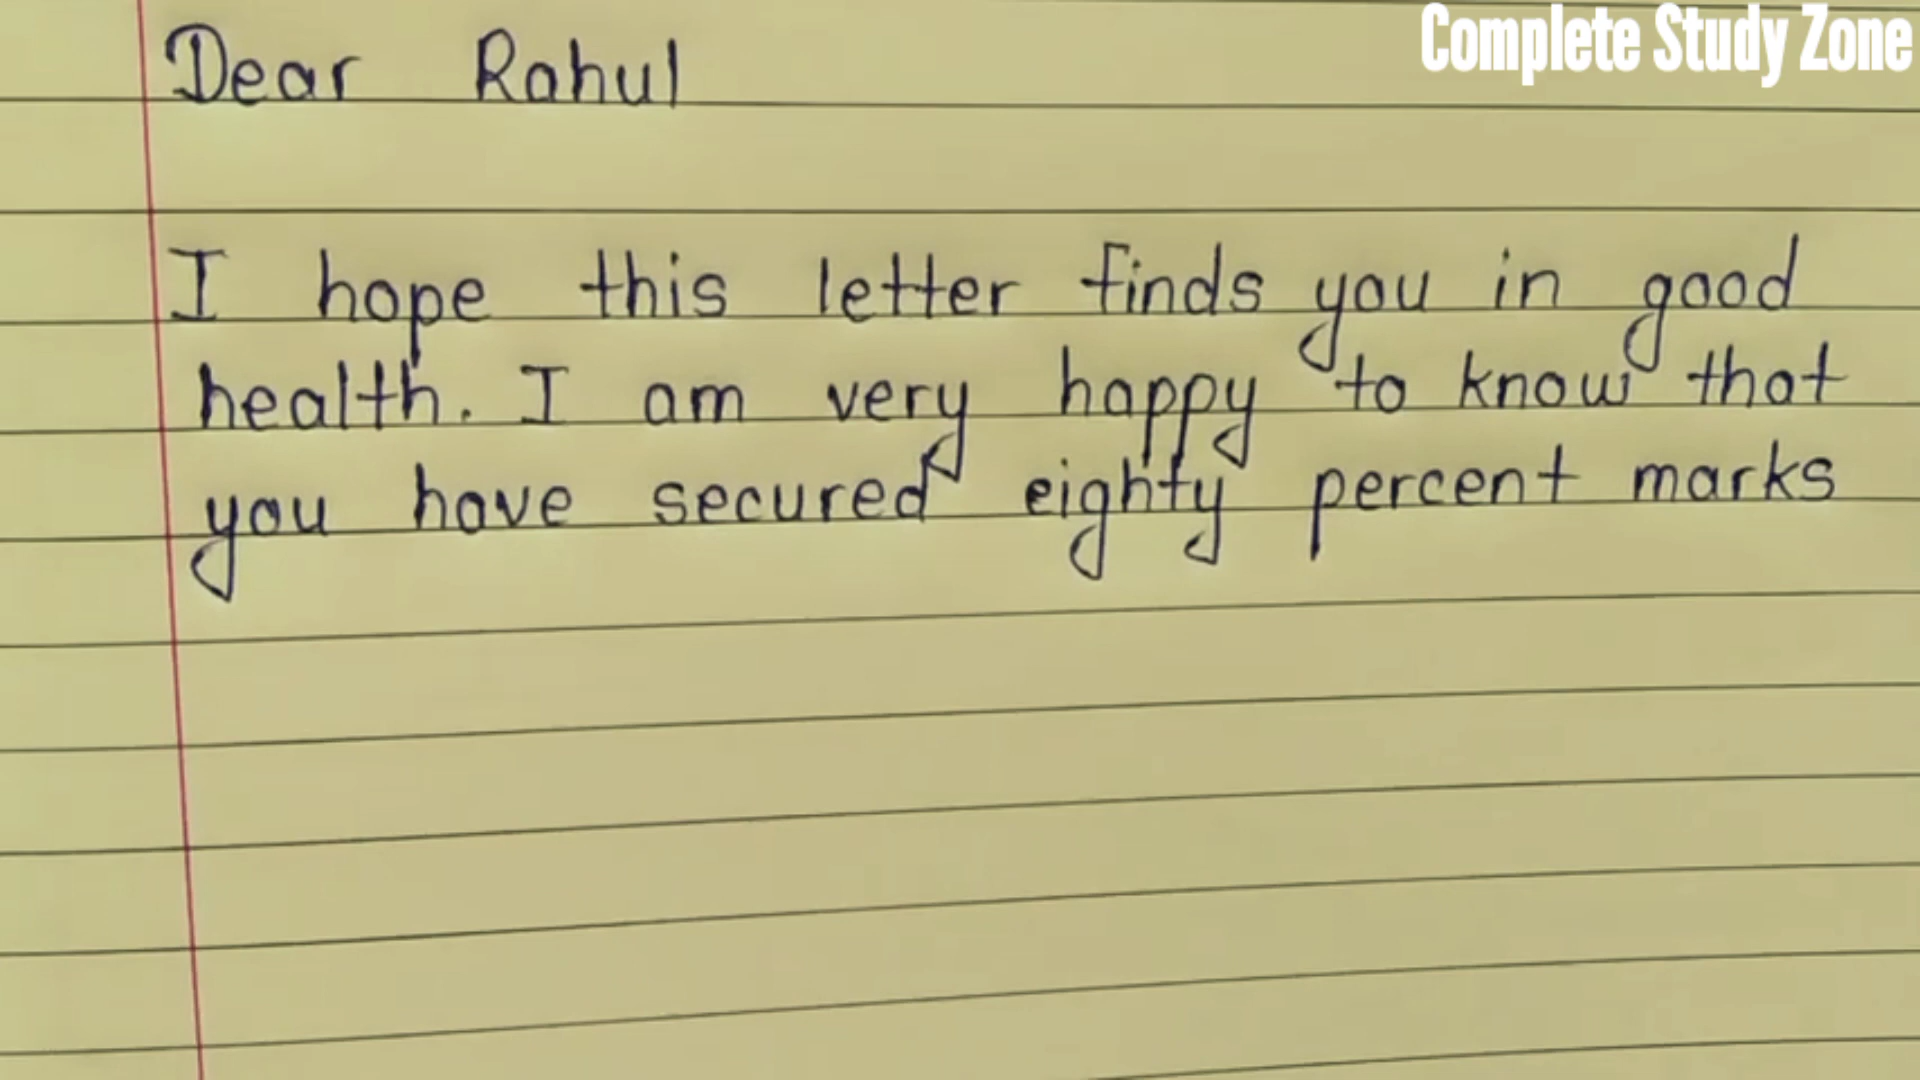 Complete Study Zone
Dear Rahul
I hope this letter finds you in good
health. I am very happy to know that
you have secured eighty percent marks